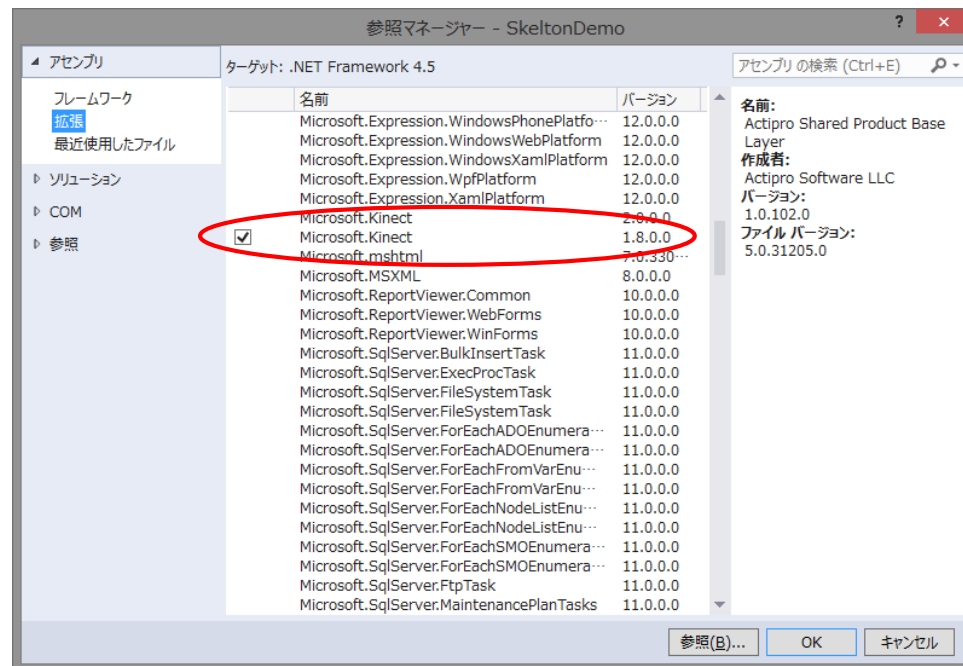 参照マネージャー - SkeltonDemo
? ×
アセンブリ
ターゲット: .NET Framework 4.5
アセンブリの検索 (Ctrl+E)
フレームワーク
拡張
最近使用したファイル
ソリューション
COM
参照
名前 バージョン
Microsoft.Expression.WindowsPhonePlatfo… 12.0.0.0
Microsoft.Expression.WindowsWebPlatform 12.0.0.0
Microsoft.Expression.WindowsXamlPlatform 12.0.0.0
Microsoft.Expression.WpfPlatform 12.0.0.0
Microsoft.Expression.XamlPlatform 12.0.0.0
Microsoft.Kinect 2.0.0.0
Microsoft.Kinect 1.8.0.0
Microsoft.mshtml 7.0.330…
Microsoft.MSXML 8.0.0.0
Microsoft.ReportViewer.Common 10.0.0.0
Microsoft.ReportViewer.WebForms 10.0.0.0
Microsoft.ReportViewer.WinForms 10.0.0.0
Microsoft.SqlServer.BulkInsertTask 11.0.0.0
Microsoft.SqlServer.ExecProcTask 11.0.0.0
Microsoft.SqlServer.FileSystemTask 11.0.0.0
Microsoft.SqlServer.FileSystemTask 11.0.0.0
Microsoft.SqlServer.ForEachADOEnumera… 11.0.0.0
Microsoft.SqlServer.ForEachADOEnumera… 11.0.0.0
Microsoft.SqlServer.ForEachFromVarEnu… 11.0.0.0
Microsoft.SqlServer.ForEachFromVarEnu… 11.0.0.0
Microsoft.SqlServer.ForEachNodeListEnu… 11.0.0.0
Microsoft.SqlServer.ForEachNodeListEnu… 11.0.0.0
Microsoft.SqlServer.ForEachSMOEnumera… 11.0.0.0
Microsoft.SqlServer.ForEachSMOEnumera… 11.0.0.0
Microsoft.SqlServer.FtpTask 11.0.0.0
Microsoft.SqlServer.MaintenancePlanTasks 11.0.0.0
名前:
Actipro Shared Product Base
Layer
作成者:
Actipro Software LLC
バージョン:
1.0.102.0
ファイル バージョン:
5.0.31205.0
参照(B)... OK キャンセル